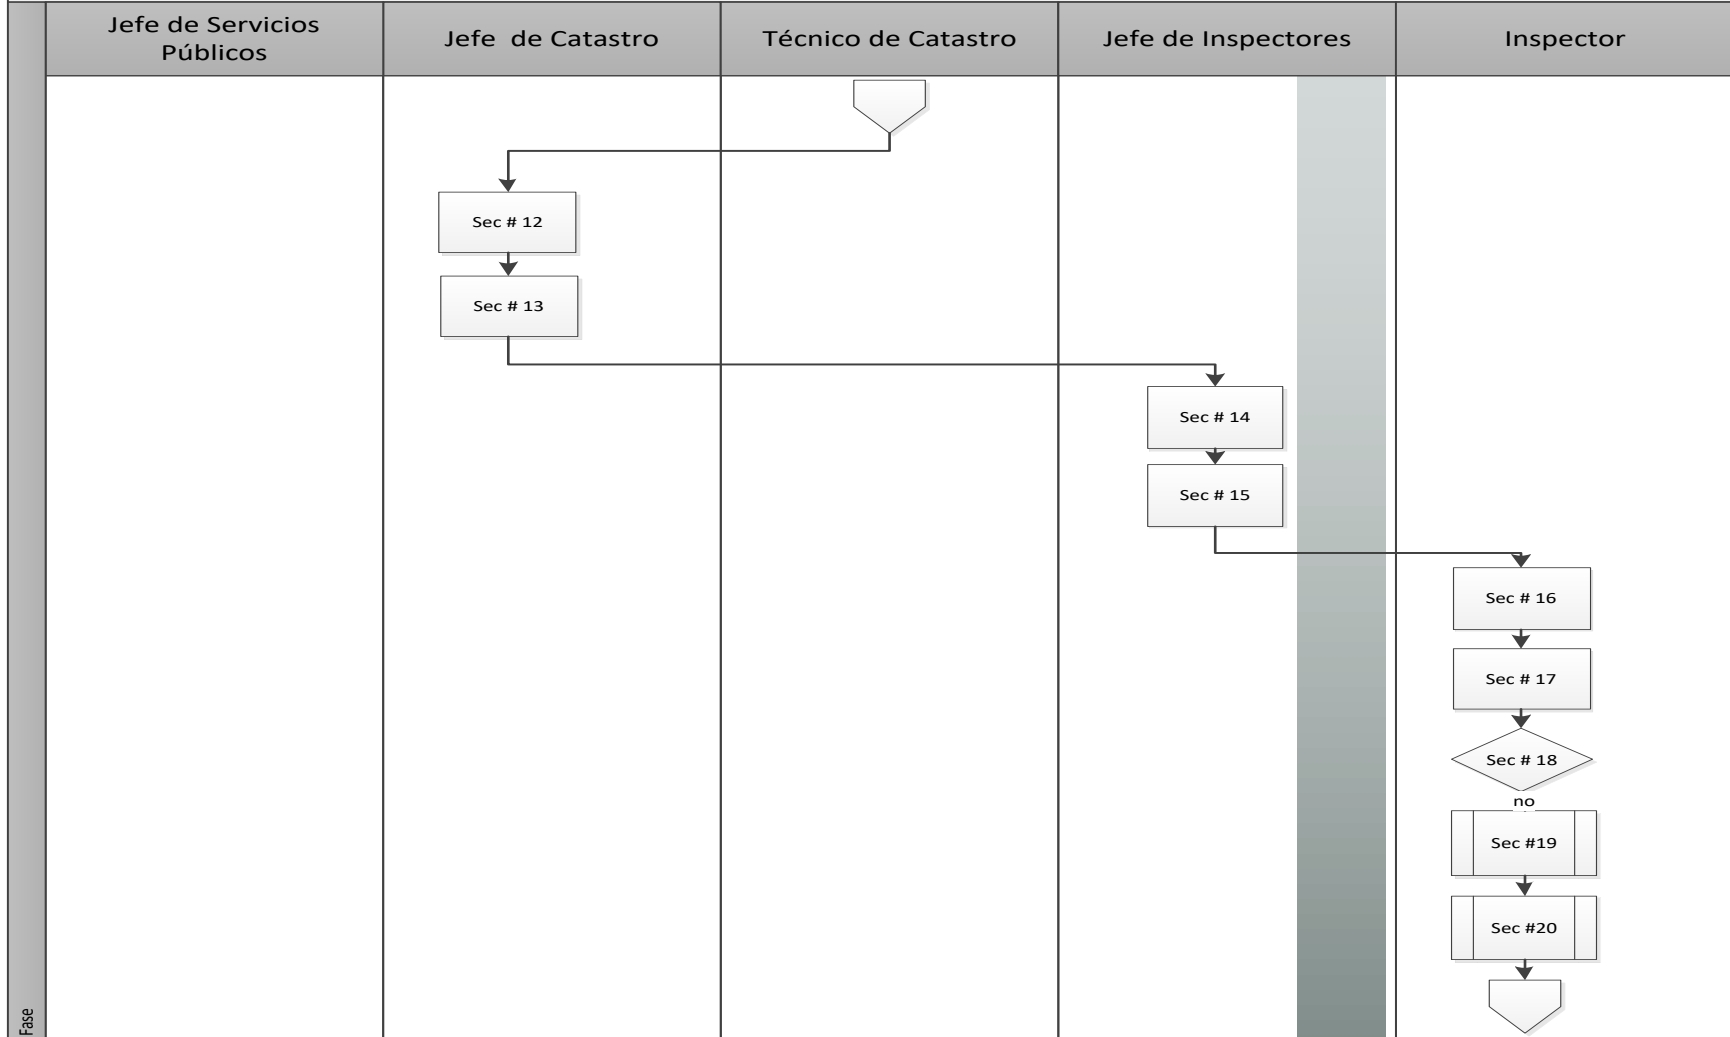 Jefe de Servicios
Públicos
Jefe  de Catastro
Técnico de Catastro
Jefe de Inspectores
Inspector
Sec # 12
Sec # 13
Sec # 14
Sec # 15
Sec # 16
Sec # 17
Sec # 18
no
Sec #19
Sec #20
Fase